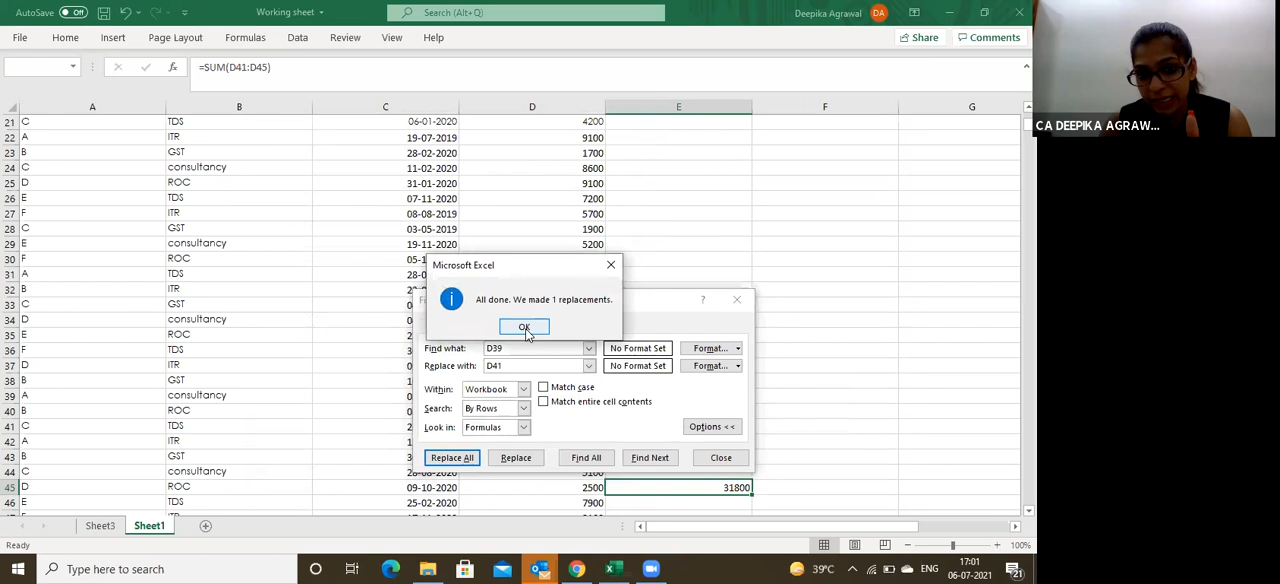 AutoSave Off Working sheet Search (Alt+Q) Deepika Agrawal DA
File Home Insert Page Layout Formulas Data Review View Help Share Comments
fx =SUM(D41:D45)
A B C D E F G
21 C TDS 06-01-2020 4200
22 A ITR 19-07-2019 9100
23 B GST 28-02-2020 1700
24 C consultancy 11-02-2020 8600
25 D ROC 31-01-2020 9100
26 E TDS 07-11-2020 7200
27 F ITR 08-08-2019 5700
28 C GST 03-05-2019 1900
29 E consultancy 19-11-2020 5200
30 F ROC
31 A TDS
32 B ITR
33 C GST
34 D consultancy
35 E ROC
36 F TDS
37 D ITR
38 B GST
39 A consultancy
40 B ROC
41 C ITR
42 A ITR
43 B GST
44 C consultancy 28-08-2020 5100
45 D ROC 09-10-2020 2500 31800
46 E TDS 25-02-2020 7900
Microsoft Excel
All done. We made 1 replacements.
OK
Find what: D39 No Format Set Format...
Replace with: D41 No Format Set Format...
Within: Workbook Match case
Search: By Rows Match entire cell contents
Look in: Formulas Options <<
Replace All Replace Find All Find Next Close
Sheet3 Sheet1
Ready 100%
Type here to search 39°C ENG 17:01
06-07-2021 21
CA DEEPIKA AGRAW...